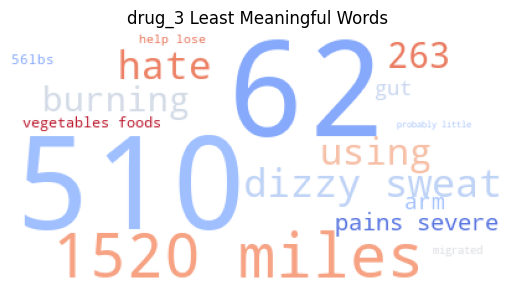 drug_3 Least Meaningful Words
help lose
62
561bs
hate
263
burning
gut
vegetables foods
probably little
510
using
dizzy sweat
arm
pains severe
1520 miles
migrated